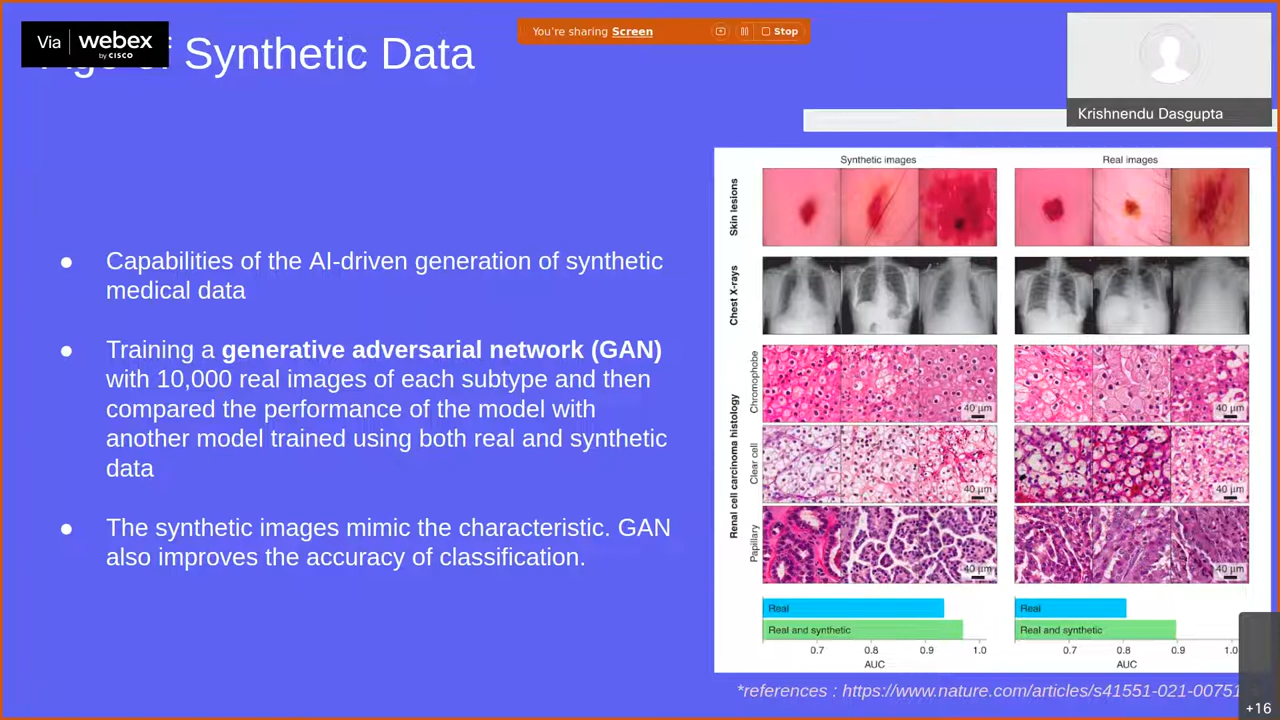 Via webex
by CISCO
You're sharing Screen
Stop
Synthetic Data
Krishnendu Dasgupta
Capabilities of the AI-driven generation of synthetic
medical data
Training a generative adversarial network (GAN)
with 10,000 real images of each subtype and then
compared the performance of the model with
another model trained using both real and synthetic
data
The synthetic images mimic the characteristic. GAN
also improves the accuracy of classification.
Synthetic images Real images
Skin lesions
Chest X-rays
Renal cell carcinoma histology
Chromophobe
40 μm 40 μm
Clear cell
40 μm 40 μm
Papillary
40 μm 40 μm
Real Real
Real and synthetic Real and synthetic
0.7 0.8 0.9 1.0 0.7 0.8 0.9 1.0
AUC AUC
*references : https://www.nature.com/articles/s41551-021-00751
+16